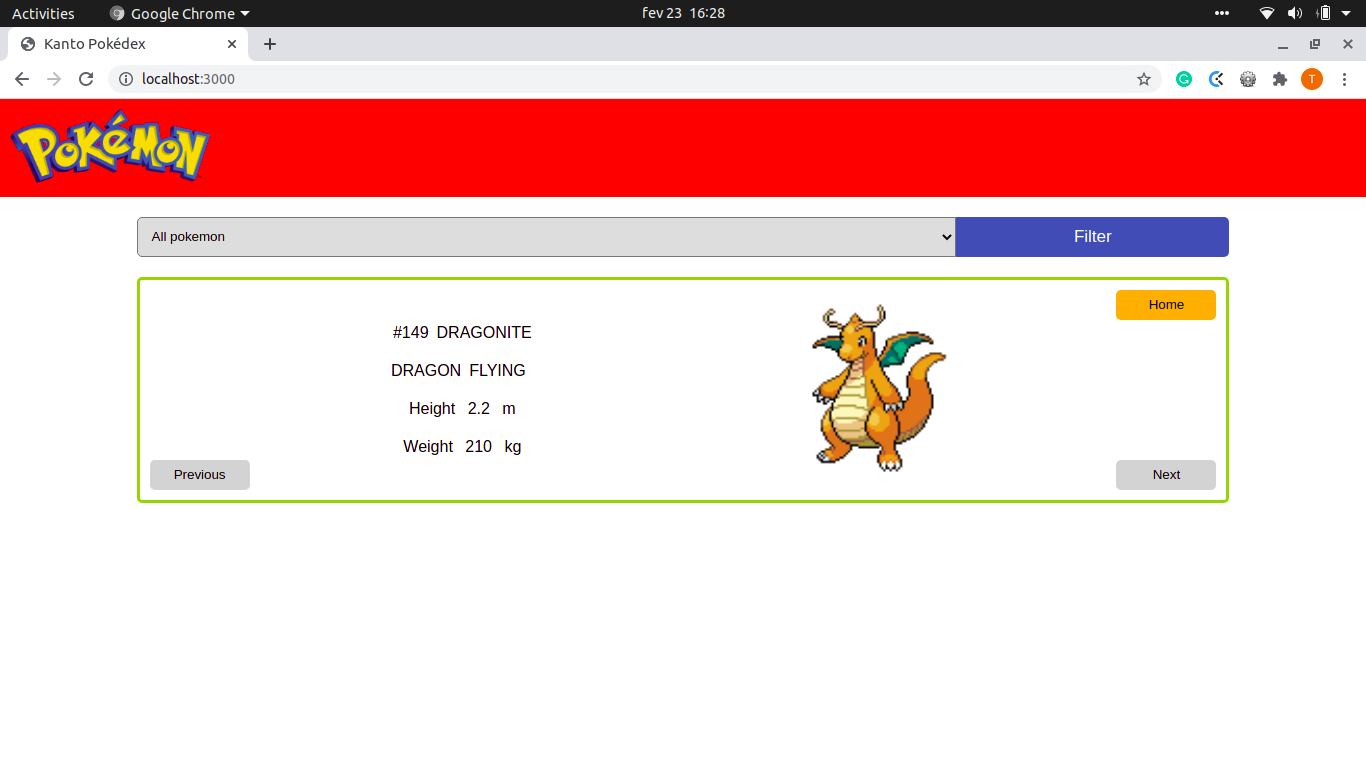 Activities Google Chrome fev 23 16:28
Kanto Pokédex
localhost:3000 T
POKéMON
All pokemon Filter
Home
#149 DRAGONITE
DRAGON FLYING
Height 2.2 m
Weight 210 kg
Previous Next